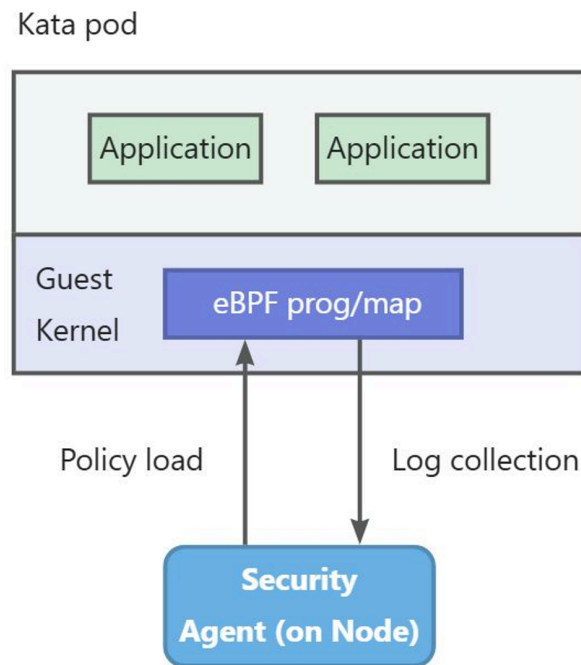 Kata pod
Application
Application
Guest
Kernel
eBPF prog/map
Policy load
Log collection
Security
Agent (on Node)